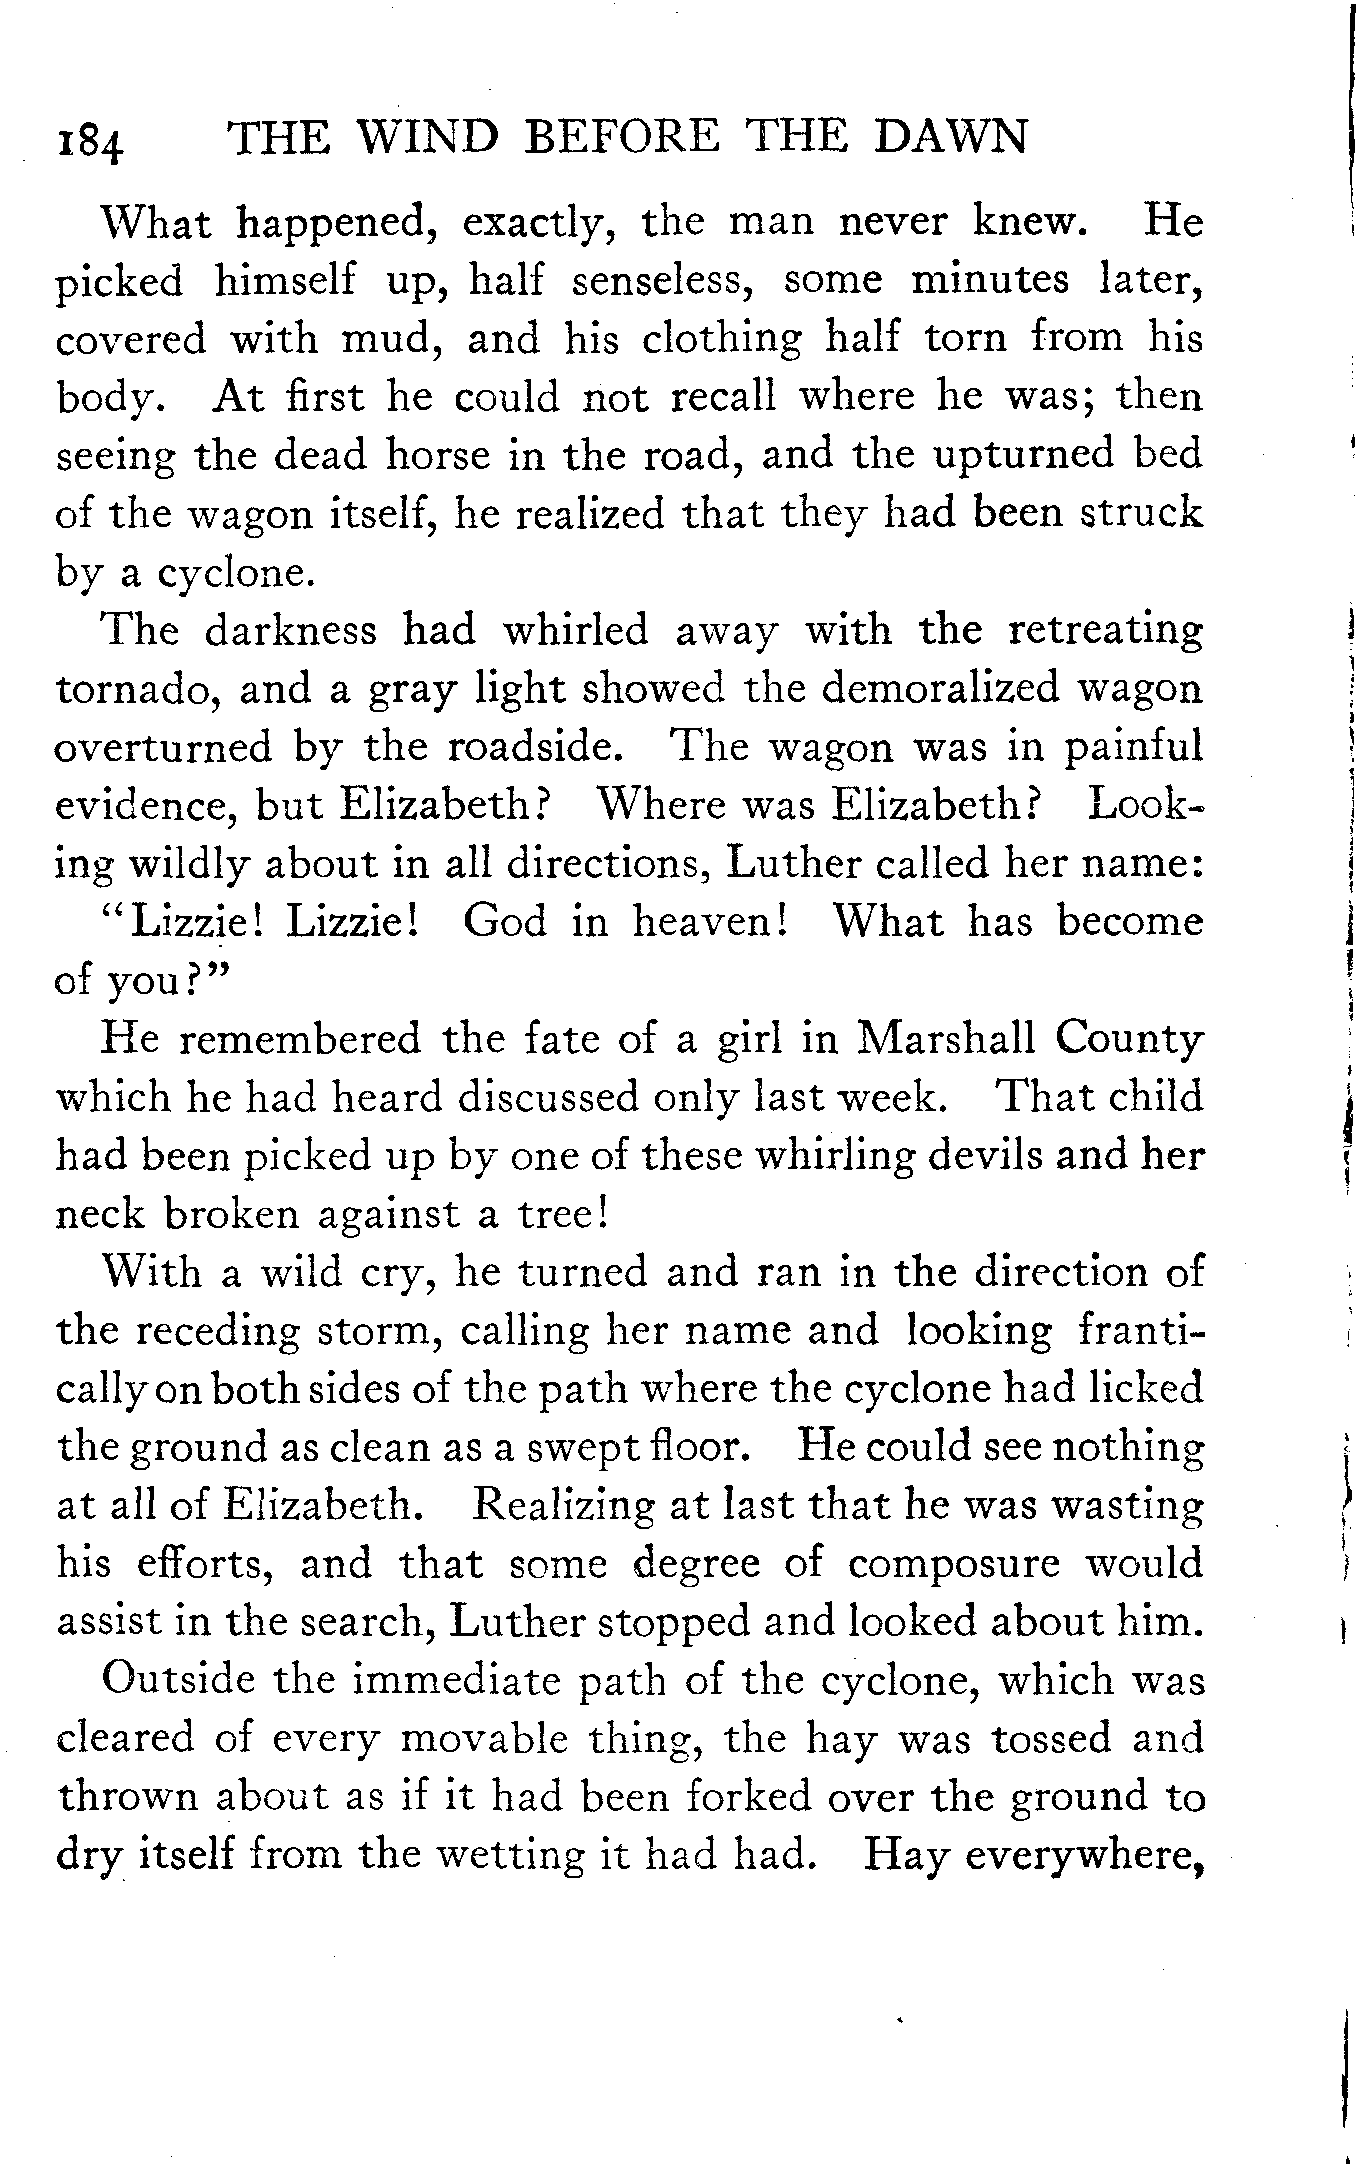 184 THE WIND BEFORE THE DAWN
What happened, exactly, the man never knew. He
picked himself up, half senseless, some minutes later,
covered with mud, and his clothing half torn from his
body. At first he could not recall where he was; then
seeing the dead horse in the road, and the upturned bed
of the wagon itself, he realized that they had been struck
by a cyclone.
The darkness had whirled away with the retreating
tornado, and a gray light showed the demoralized wagon
overturned by the roadside. The wagon was in painful
evidence, but Elizabeth? Where was Elizabeth? Look-
ing wildly about in all directions, Luther called her name:
"Lizzie! Lizzie! God in heaven! What has become
of you?"
He remembered the fate of a girl in Marshall County
which he had heard discussed only last week. That child
had been picked up by one of these whirling devils and her
neck broken against a tree!
With a wild cry, he turned and ran in the direction of
the receding storm, calling her name and looking franti-
cally on both sides of the path where the cyclone had licked
the ground as clean as a swept floor. He could see nothing
at all of Elizabeth. Realizing at last that he was wasting
his efforts, and that some degree of composure would
assist in the search, Luther stopped and looked about him.
Outside the immediate path of the cyclone, which was
cleared of every movable thing, the hay was tossed and
thrown about as if it had been forked over the ground to
dry itself from the wetting it had had. Hay everywhere,